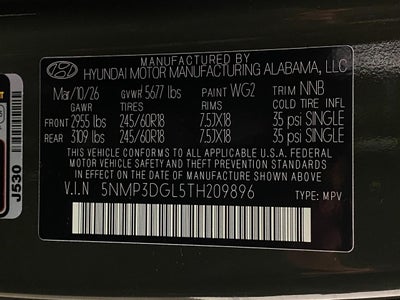 MANUFACTURED BY
HYUNDAI MOTOR MANUFACTURING ALABAMA, LLC
Mar/10/26 GVWR 5677 lbs PAINT WG2 TRIM NNB
GAWR TIRES RIMS COLD TIRE INFL
FRONT 2955 lbs 245/60R18 7.5JX18 35 psi SINGLE
REAR 3109 lbs 245/60R18 7.5JX18 35 psi SINGLE
THIS VEHICLE CONFORMS TO ALL APPLICABLE U.S.A. FEDERAL
MOTOR VEHICLE SAFETY AND THEFT PREVENTION STANDARDS
IN EFFECT ON THE DATE OF MANUFACTURE SHOWN ABOVE.
V.I.N 5NMP3DGL5TH209896 TYPE: MPV
J530